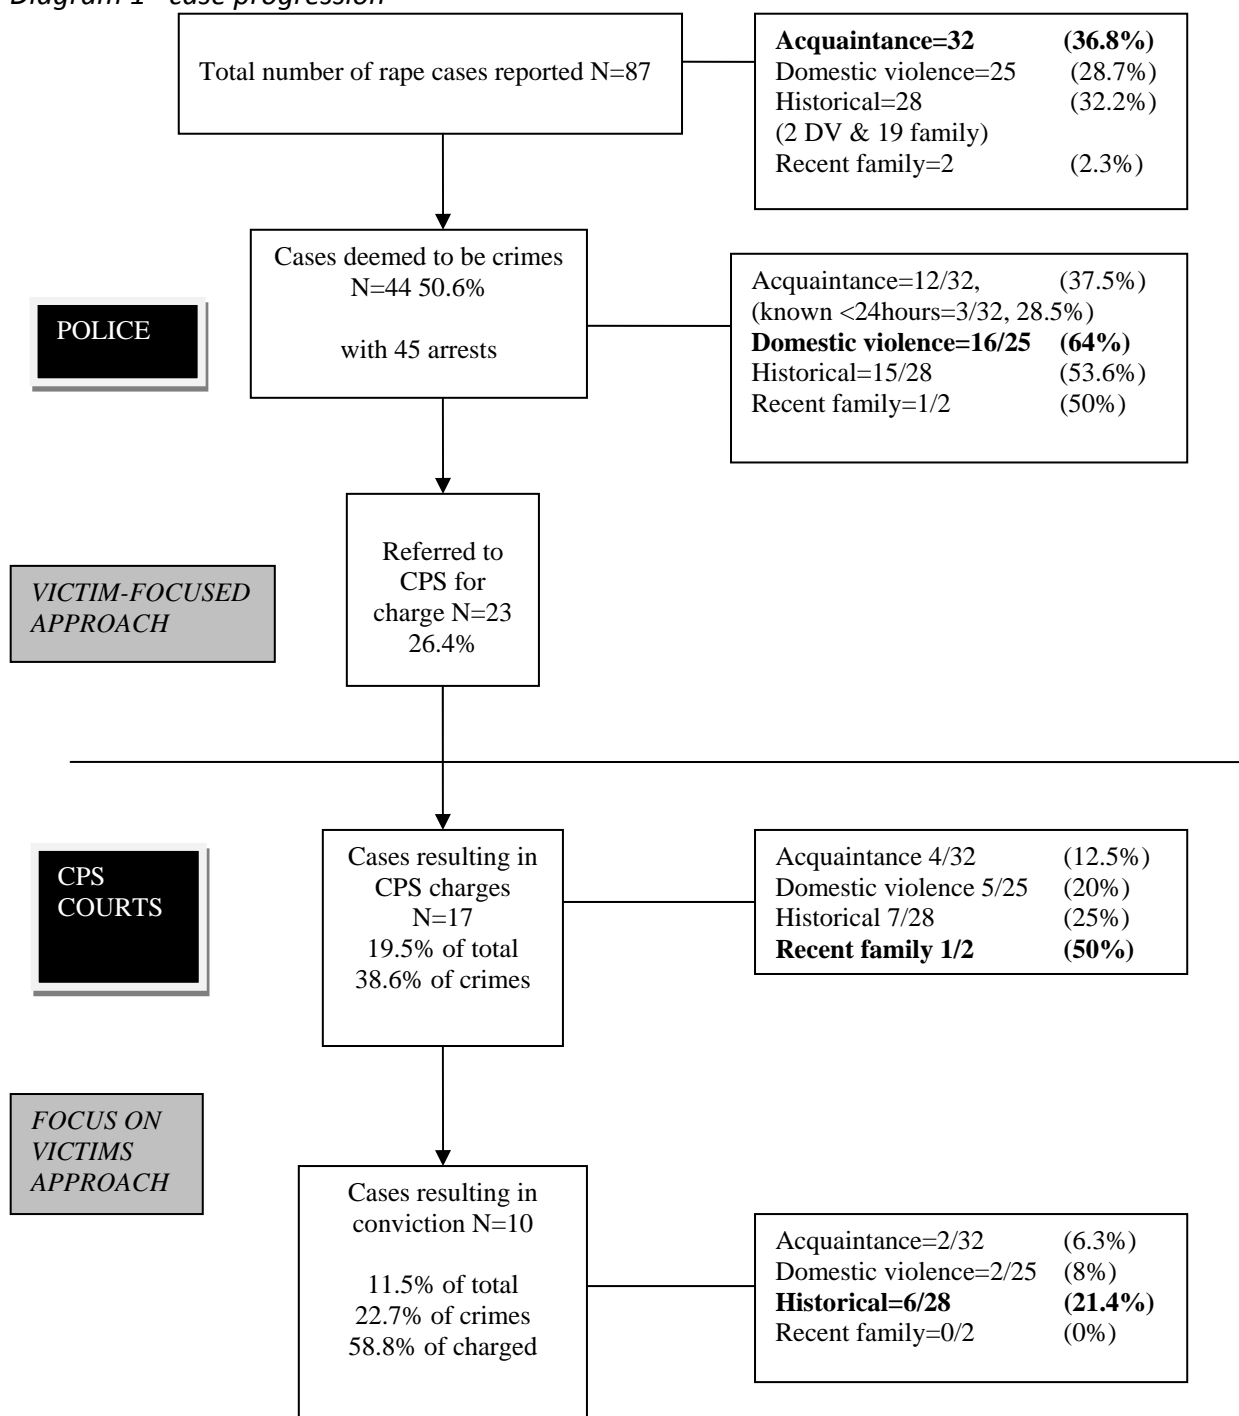 Diagram 1 - case progression
Total number of rape cases reported N=87
Acquaintance=32 (36.8%)
Domestic violence=25 (28.7%)
Historical=28 (32.2%)
(2 DV & 19 family)
Recent family=2 (2.3%)
Cases deemed to be crimes
N=44 50.6%
with 45 arrests
Acquaintance=12/32, (37.5%)
(known <24hours=3/32, 28.5%)
Domestic violence=16/25 (64%)
Historical=15/28 (53.6%)
Recent family=1/2 (50%)
POLICE
Referred to
CPS for
charge N=23
26.4%
VICTIM-FOCUSED
APPROACH
Cases resulting in
CPS charges
N=17
19.5% of total
38.6% of crimes
Acquaintance 4/32 (12.5%)
Domestic violence 5/25 (20%)
Historical 7/28 (25%)
Recent family 1/2 (50%)
CPS
COURTS
FOCUS ON
VICTIMS
APPROACH
Cases resulting in
conviction N=10
11.5% of total
22.7% of crimes
58.8% of charged
Acquaintance=2/32 (6.3%)
Domestic violence=2/25 (8%)
Historical=6/28 (21.4%)
Recent family=0/2 (0%)